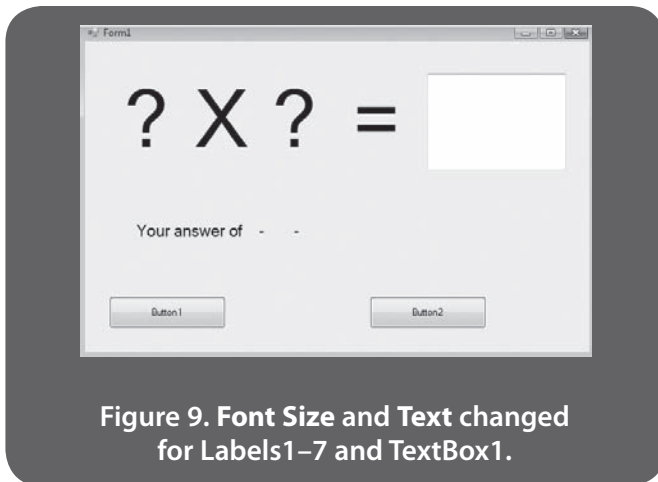 Form1
? X ? =
Your answer of - -
Button1 Button2
Figure 9. Font Size and Text changed
for Labels1–7 and TextBox1.